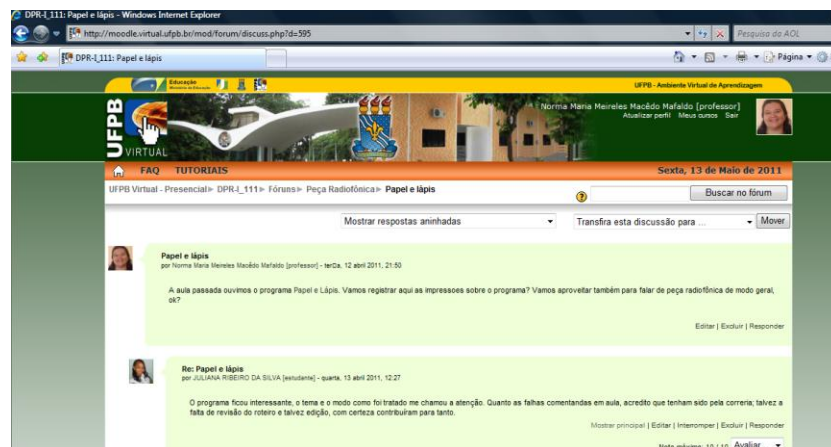 DPR-I_111: Papel e lápis - Windows Internet Explorer
http://moodle.virtual.ufpb.br/mod/forum/discuss.php?d=595
Pesquisa do AOL
DPR-I_111: Papel e lápis
Página
Educação
Ministério da Educação
UFPB - Ambiente Virtual de Aprendizagem
UFPB
VIRTUAL
Norma Maria Meireles Macêdo Mafaldo [professor]
Atualizar perfil Meus cursos Sair
FAQ TUTORIAIS
Sexta, 13 de Maio de 2011
UFPB Virtual - Presencial ► DPR-I_111 ► Fóruns ► Peça Radiofônica ► Papel e lápis
Buscar no fórum
Mostrar respostas aninhadas
Transfira esta discussão para ...
Mover
Papel e lápis
por Norma Maria Meireles Macêdo Mafaldo [professor] - terÇa, 12 abril 2011, 21:50
A aula passada ouvimos o programa Papel e Lápis. Vamos registrar aqui as impressoes sobre o programa? Vamos aproveitar também para falar de peça radiofônica de modo geral,
ok?
Editar | Excluir | Responder
Re: Papel e lápis
por JULIANA RIBEIRO DA SILVA [estudante] - quarta, 13 abril 2011, 12:27
O programa ficou interessante, o tema e o modo como foi tratado me chamou a atenção. Quanto as falhas comentandas em aula, acredito que tenham sido pela correria; talvez a
falta de revisão do roteiro e talvez edição, com certeza contribuíram para tanto.
Mostrar principal | Editar | Interromper | Excluir | Responder
Nota máxima: 10 / 10 Avaliar